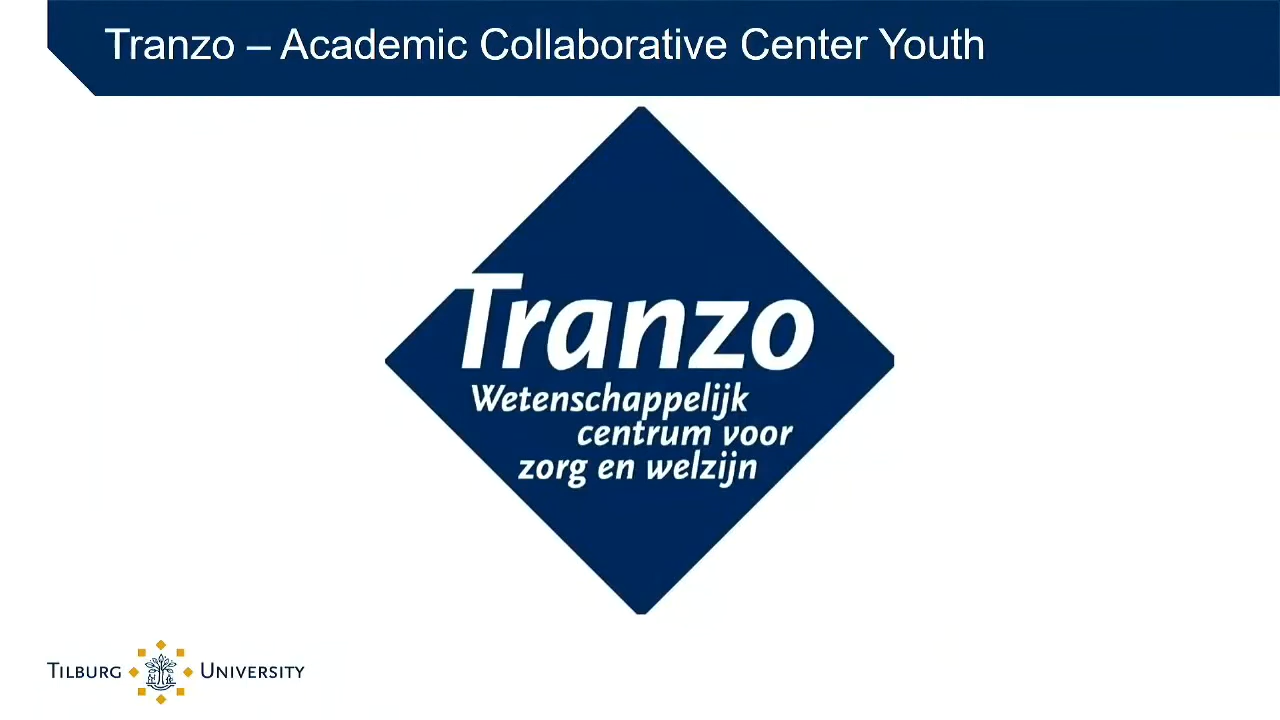 Tranzo – Academic Collaborative Center Youth
Tranzo
Wetenschappelijk
centrum voor
zorg en welzijn
TILBURG UNIVERSITY